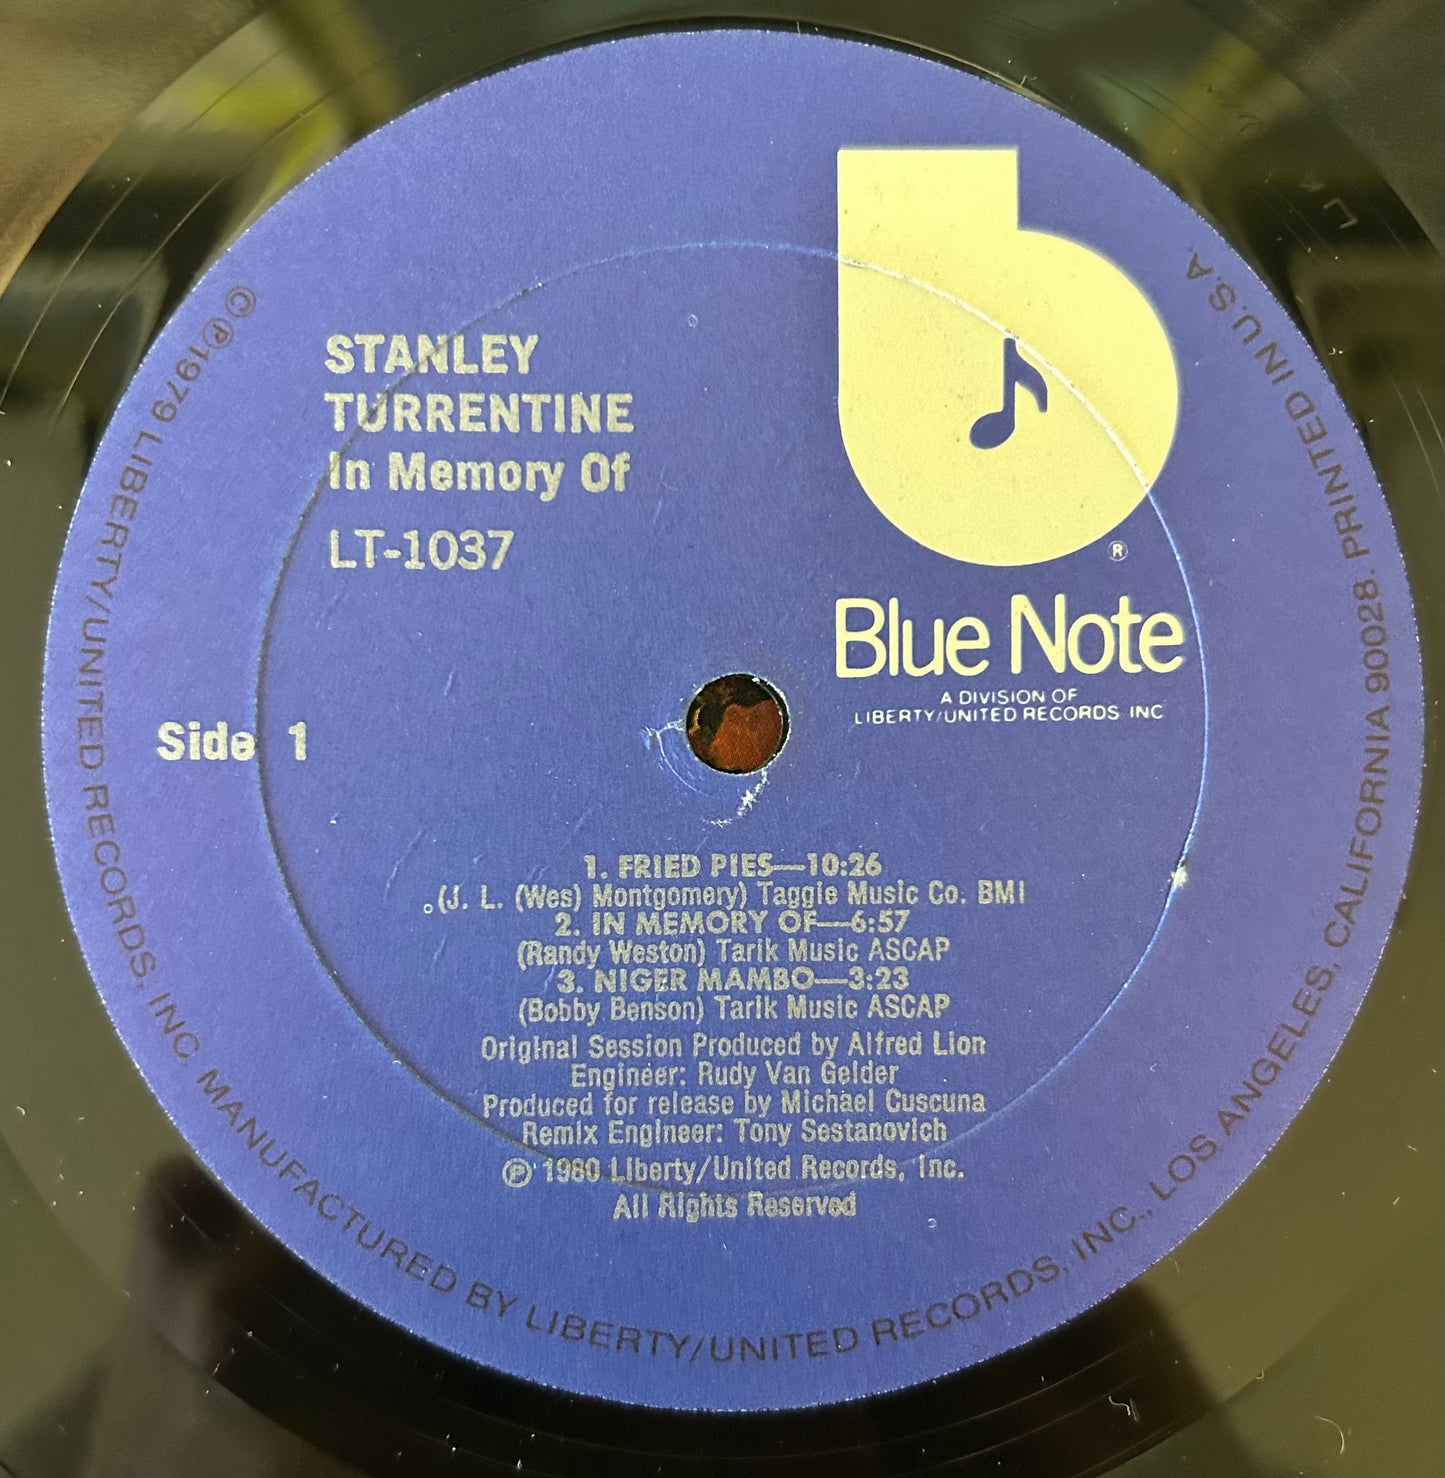 STANLEY
TURRENTINE
In Memory Of
LT-1037
®
Blue Note
A DIVISION OF
LIBERTY/UNITED RECORDS INC
Side 1
1. FRIED PIES—10:26
(J. L. (Wes) Montgomery) Taggie Music Co. BMI
2. IN MEMORY OF—6:57
(Randy Weston) Tarik Music ASCAP
3. NIGER MAMBO—3:23
(Bobby Benson) Tarik Music ASCAP
Original Session Produced by Alfred Lion
Engineer: Rudy Van Gelder
Produced for release by Michael Cuscuna
Remix Engineer: Tony Sestanovich
℗ 1980 Liberty/United Records, Inc.
All Rights Reserved
©℗1979 LIBERTY/UNITED RECORDS, INC. MANUFACTURED BY LIBERTY/UNITED RECORDS, INC., LOS ANGELES, CALIFORNIA 90028. PRINTED IN U.S.A.